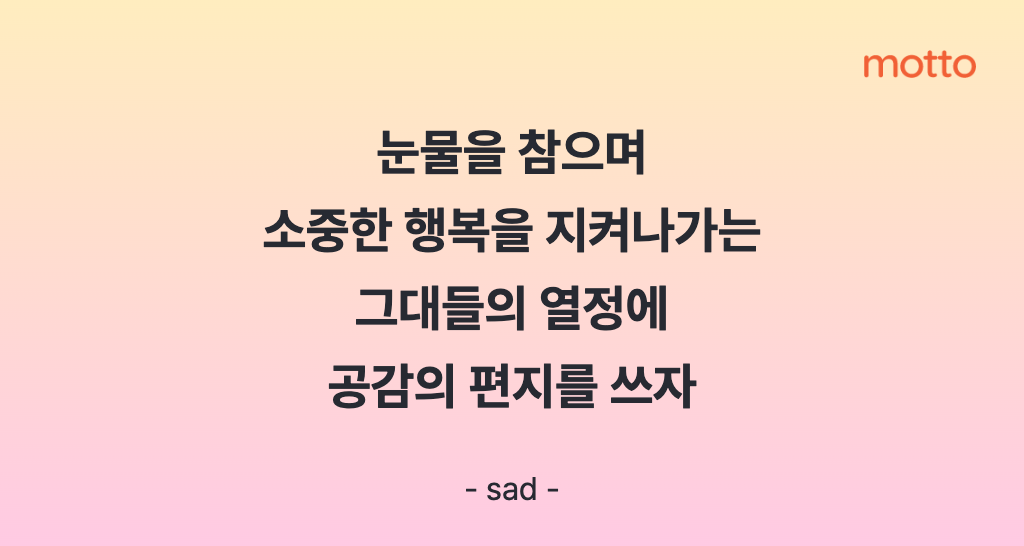 motto
눈물을 참으며
소중한 행복을 지켜나가는
그대들의 열정에
공감의 편지를 쓰자
- sad -